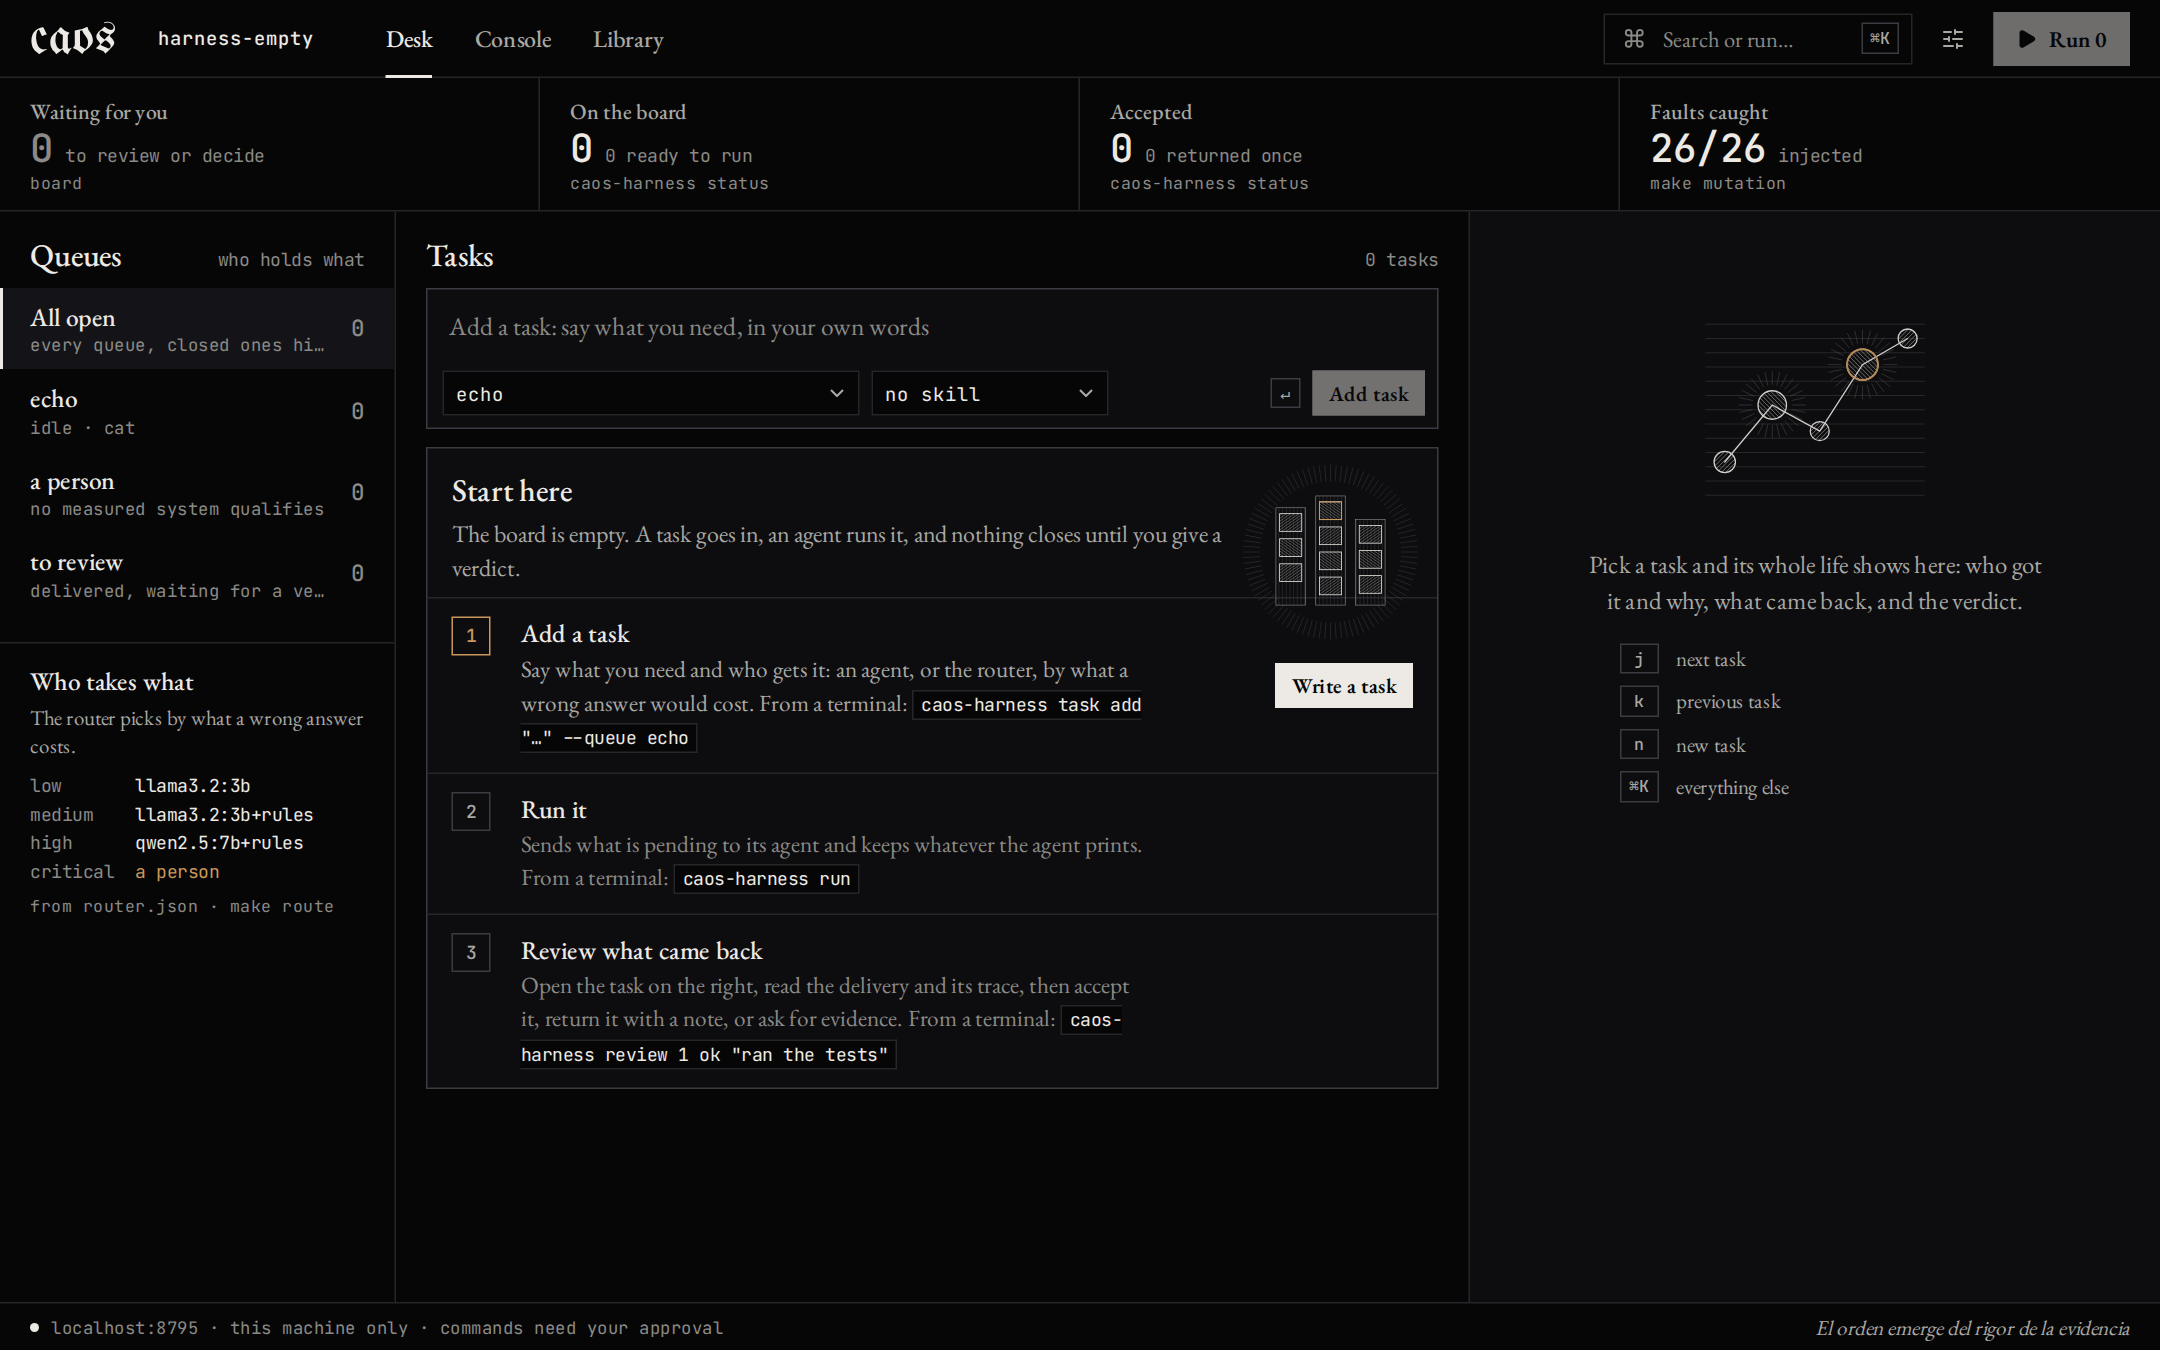 caos
harness-empty
Desk
Console
Library
⌘ Search or run... ⌘K
Run 0
Waiting for you
0 to review or decide
board
On the board
0 0 ready to run
caos-harness status
Accepted
0 0 returned once
caos-harness status
Faults caught
26/26 injected
make mutation
Queues
who holds what
All open
0
every queue, closed ones hi…
echo
0
idle · cat
a person
0
no measured system qualifies
to review
0
delivered, waiting for a ve…
Who takes what
The router picks by what a wrong answer
costs.
low llama3.2:3b
medium llama3.2:3b+rules
high qwen2.5:7b+rules
critical a person
from router.json · make route
Tasks
0 tasks
Add a task: say what you need, in your own words
echo
no skill
↵
Add task
Start here
The board is empty. A task goes in, an agent runs it, and nothing closes until you give a
verdict.
1
Add a task
Say what you need and who gets it: an agent, or the router, by what a
wrong answer would cost. From a terminal: caos-harness task add
"…" --queue echo
Write a task
2
Run it
Sends what is pending to its agent and keeps whatever the agent prints.
From a terminal: caos-harness run
3
Review what came back
Open the task on the right, read the delivery and its trace, then accept
it, return it with a note, or ask for evidence. From a terminal: caos-
harness review 1 ok "ran the tests"
Pick a task and its whole life shows here: who got
it and why, what came back, and the verdict.
j next task
k previous task
n new task
⌘K everything else
localhost:8795 · this machine only · commands need your approval
El orden emerge del rigor de la evidencia